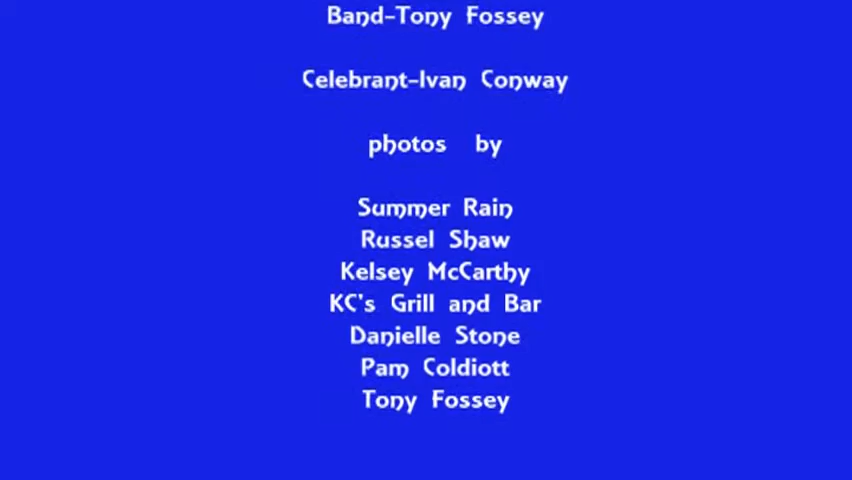 Band-Tony Fossey
Celebrant-Ivan Conway
photos by
Summer Rain
Russel Shaw
Kelsey McCarthy
KC's Grill and Bar
Danielle Stone
Pam Coldiott
Tony Fossey